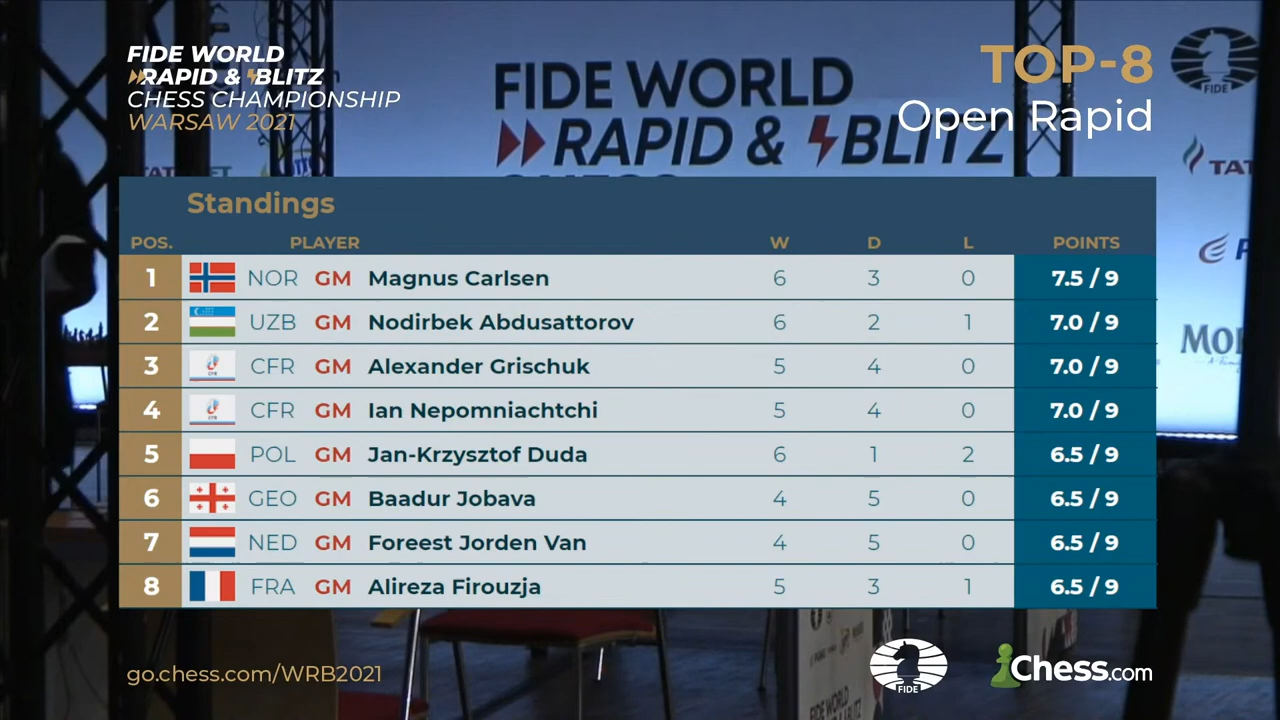 FIDE WORLD
RAPID & BLITZ
CHESS CHAMPIONSHIP
WARSAW 2021
FIDE WORLD
RAPID & BLITZ
TOP-8
Open Rapid
FIDE
Standings
POS. PLAYER W D L POINTS
1 NOR GM Magnus Carlsen 6 3 0 7.5 / 9
2 UZB GM Nodirbek Abdusattorov 6 2 1 7.0 / 9
3 CFR GM Alexander Grischuk 5 4 0 7.0 / 9
4 CFR GM Ian Nepomniachtchi 5 4 0 7.0 / 9
5 POL GM Jan-Krzysztof Duda 6 1 2 6.5 / 9
6 GEO GM Baadur Jobava 4 5 0 6.5 / 9
7 NED GM Foreest Jorden Van 4 5 0 6.5 / 9
8 FRA GM Alireza Firouzja 5 3 1 6.5 / 9
go.chess.com/WRB2021
FIDE
Chess.com
FIDE WORLD
RAPID & BLITZ